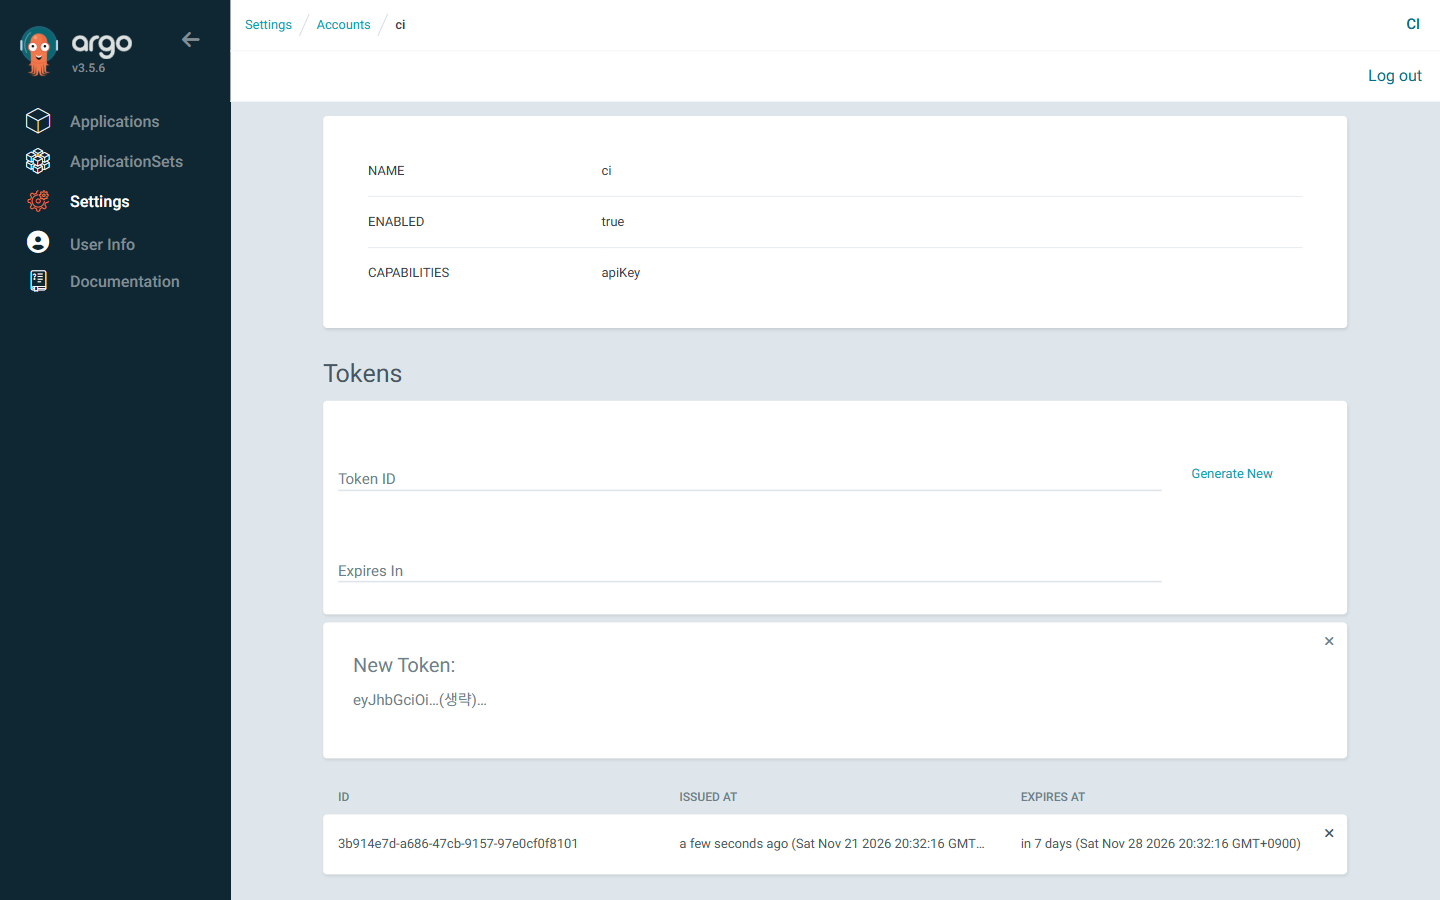 argo
v3.5.6
Applications
ApplicationSets
Settings
User Info
Documentation
Settings / Accounts / ci
CI
Log out
NAME ci
ENABLED true
CAPABILITIES apiKey
Tokens
Token ID
Generate New
Expires In
New Token:
eyJhbGciOi...(생략)...
ID ISSUED AT EXPIRES AT
3b914e7d-a686-47cb-9157-97e0cf0f8101 a few seconds ago (Sat Nov 21 2026 20:32:16 GMT... in 7 days (Sat Nov 28 2026 20:32:16 GMT+0900)